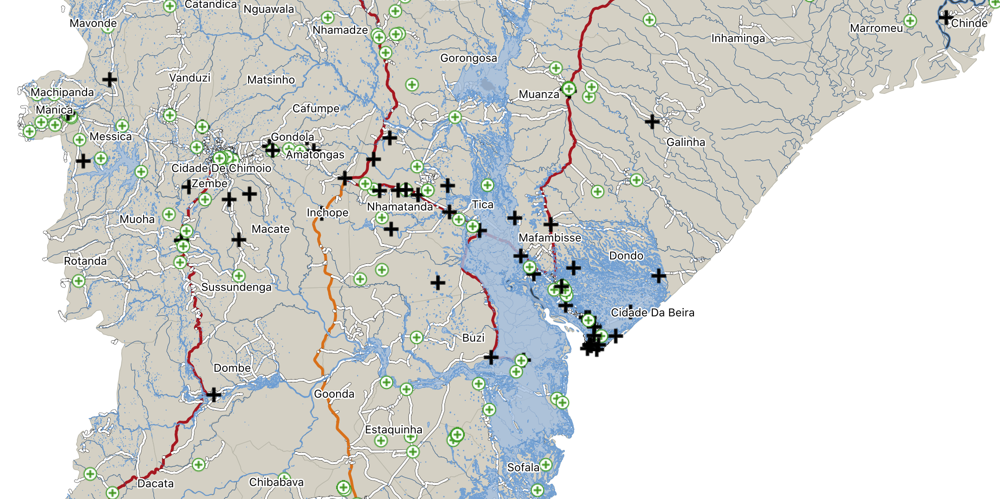 Catandica
Nguawala
Mavonde
Nhamadze
Marromeu
Chinde
Inhaminga
Gorongosa
Vanduzi
Matsinho
Machipanda
Muanza
Manica
Cafumpe
Messica
Gondola
Galinha
Amatongas
Cidade De Chimoio
Zembe
Tica
Nhamatanda
Inchope
Muoha
Macate
Mafambisse
Dondo
Rotanda
Sussundenga
Cidade Da Beira
Buzi
Dombe
Goonda
Estaquinha
Sofala
Dacata
Chibabava